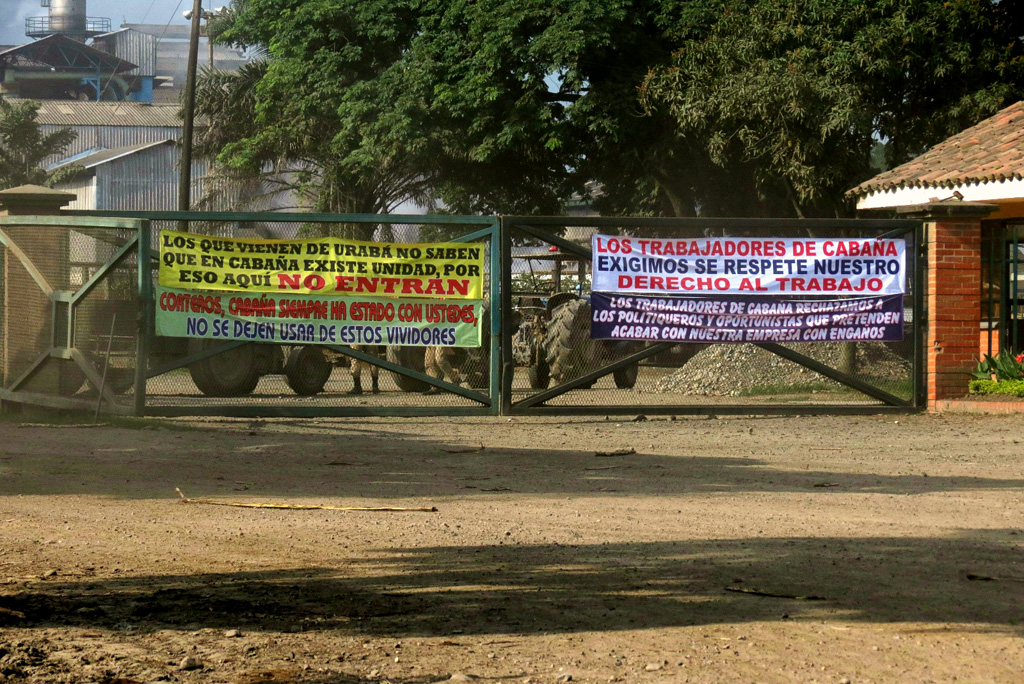 LOS QUE VIENEN DE URABÁ NO SABEN
QUE EN CABAÑA EXISTE UNIDAD, POR
ESO AQUÍ NO ENTRÁN
CORTEROS, CABAÑA SIEMPRE HA ESTADO CON USTEDES,
NO SE DEJEN USAR DE ESTOS VIVIDORES
LOS TRABAJADORES DE CABAÑA
EXIGIMOS SE RESPETE NUESTRO
DERECHO AL TRABAJO
LOS TRABAJADORES DE CABAÑA RECHAZAMOS A
LOS POLITIQUEROS Y OPORTUNISTAS QUE PRETENDEN
ACABAR CON NUESTRA EMPRESA CON ENGAÑOS